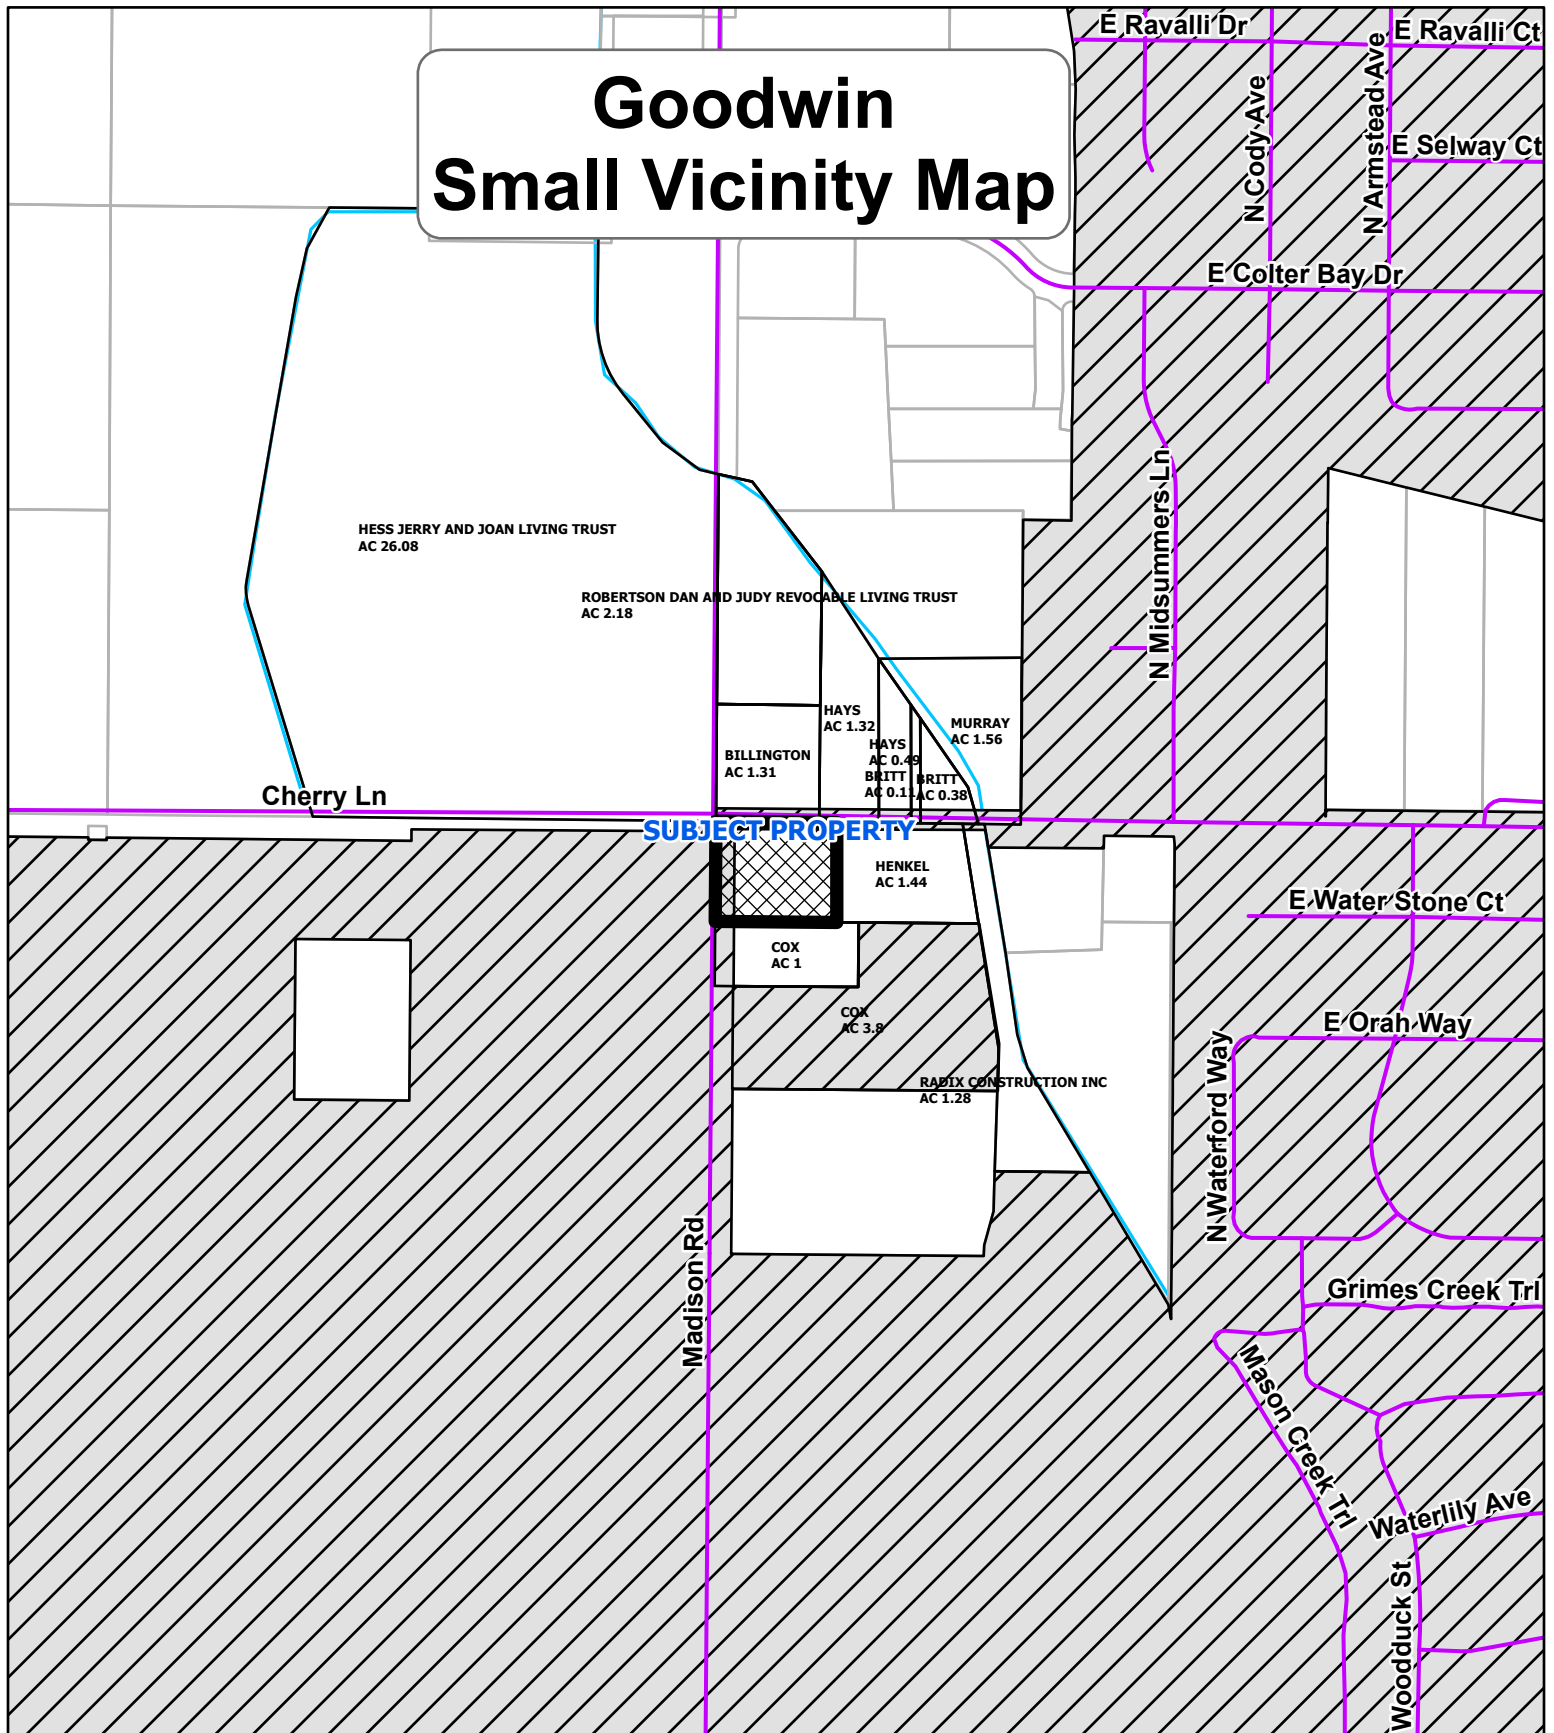 Goodwin
Small Vicinity Map
E Ravalli Dr
E Ravalli Ct
N Cody Ave
N Armstead Ave
E Selway Ct
E Colter Bay Dr
N Midsummers Ln
HESS JERRY AND JOAN LIVING TRUST
AC 26.08
ROBERTSON DAN AND JUDY REVOCABLE LIVING TRUST
AC 2.18
HAYS
AC 1.32
MURRAY
AC 1.56
HAYS
AC 0.49
BILLINGTON
AC 1.31
BRITT
AC 0.11
BRITT
AC 0.38
Cherry Ln
SUBJECT PROPERTY
HENKEL
AC 1.44
E Water Stone Ct
COX
AC 1
COX
AC 3.8
E Orah Way
N Waterford Way
RADIX CONSTRUCTION INC
AC 1.28
Madison Rd
Grimes Creek Trl
Mason Creek Trl
Waterlily Ave
Woodduck St